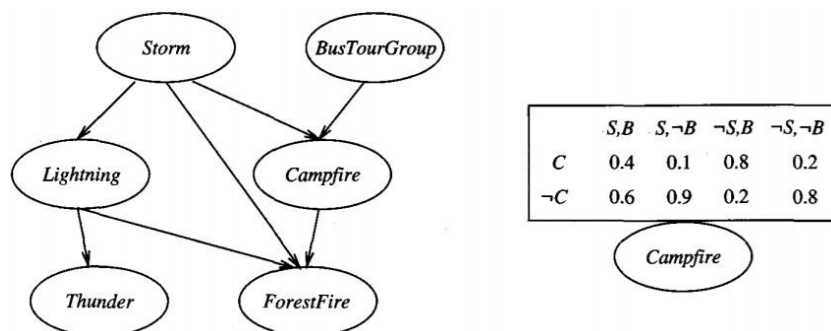 Storm
BusTourGroup
Lightning
Campfire
Thunder
ForestFire
S,B S,¬B ¬S,B ¬S,¬B
C 0.4 0.1 0.8 0.2
¬C 0.6 0.9 0.2 0.8
Campfire